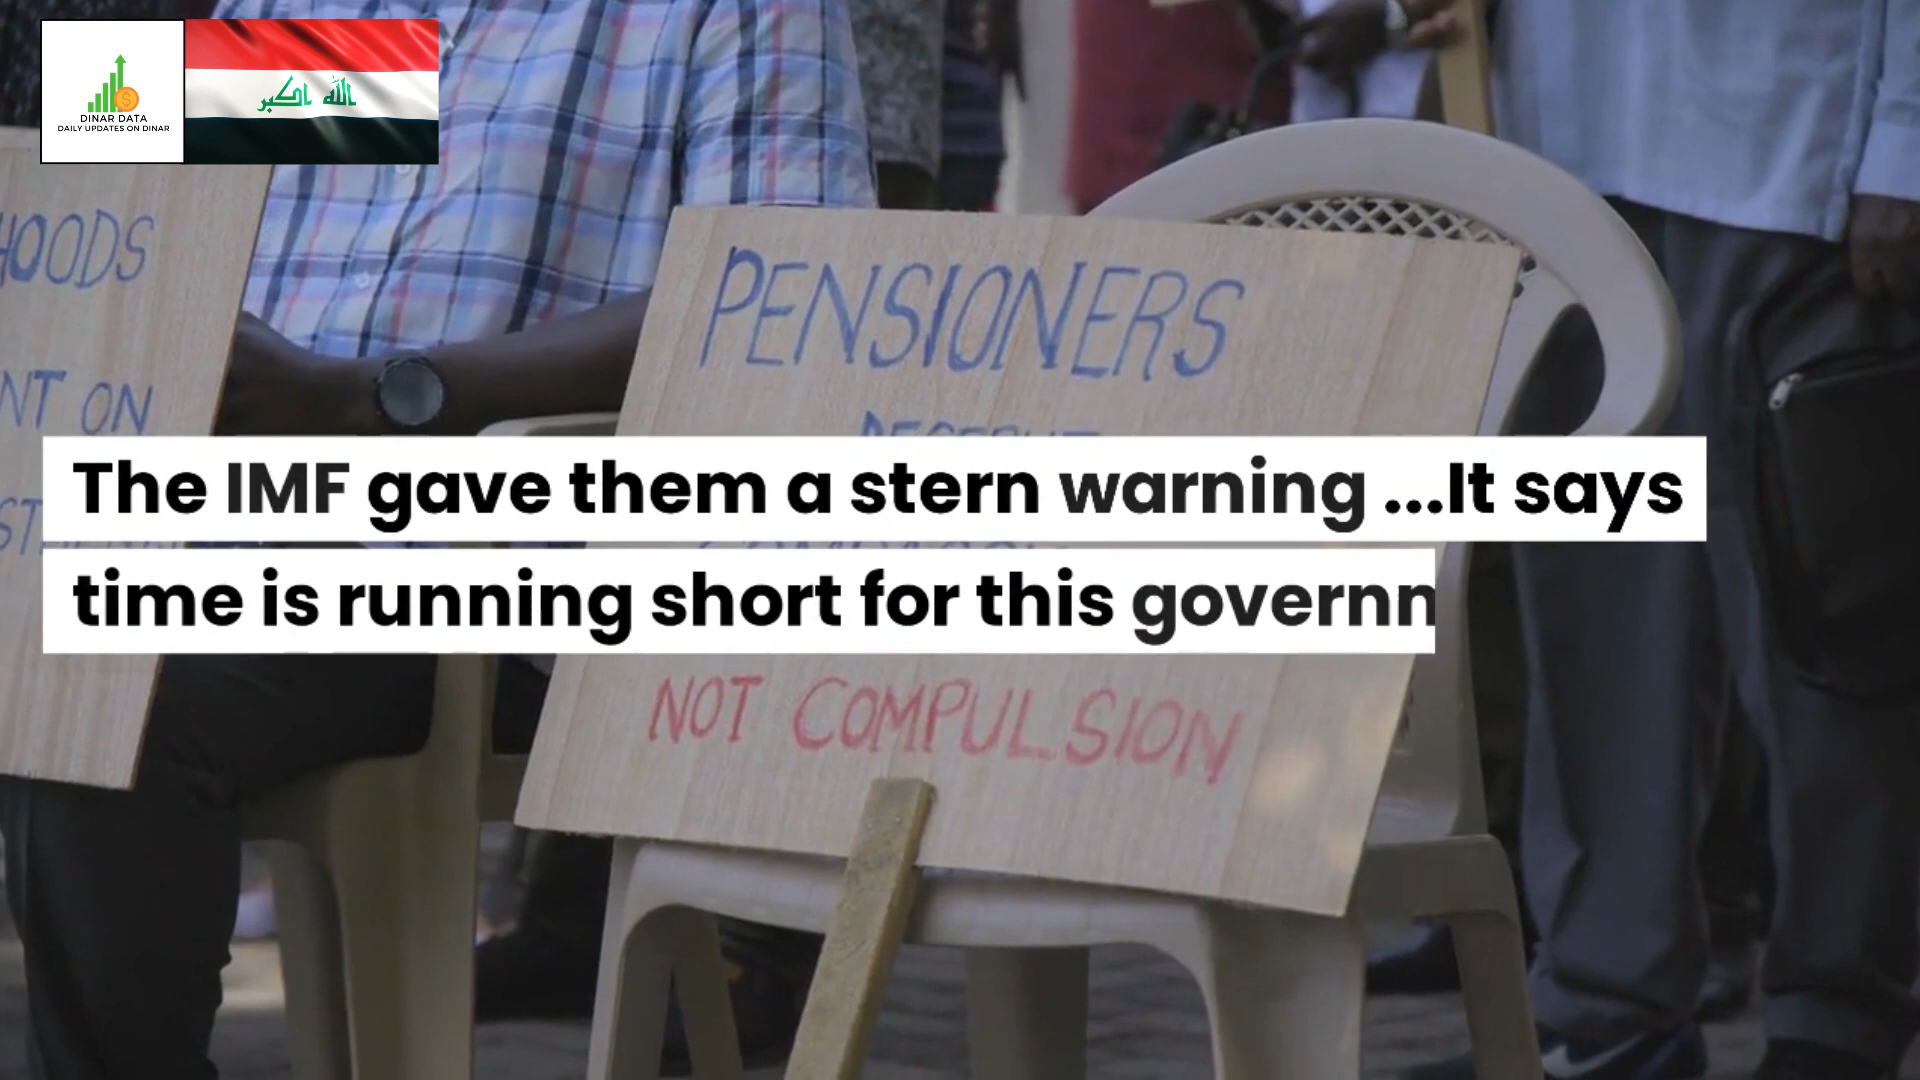 DINAR DATA
DAILY UPDATES ON DINAR
الله اكبر
HOODS
NT ON
ST
PENSIONERS
The IMF gave them a stern warning ...It says
time is running short for this governn
NOT COMPULSION